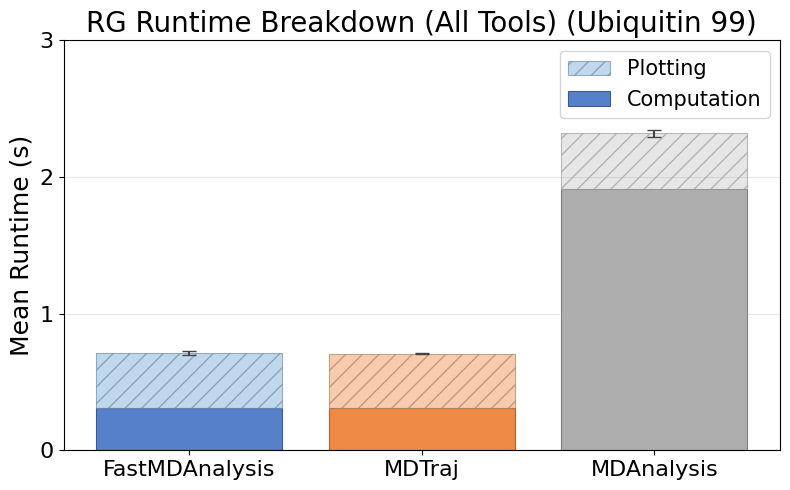 RG Runtime Breakdown (All Tools) (Ubiquitin 99)
Mean Runtime (s)
3
2
1
0
Plotting
Computation
FastMDAnalysis
MDTraj
MDAnalysis